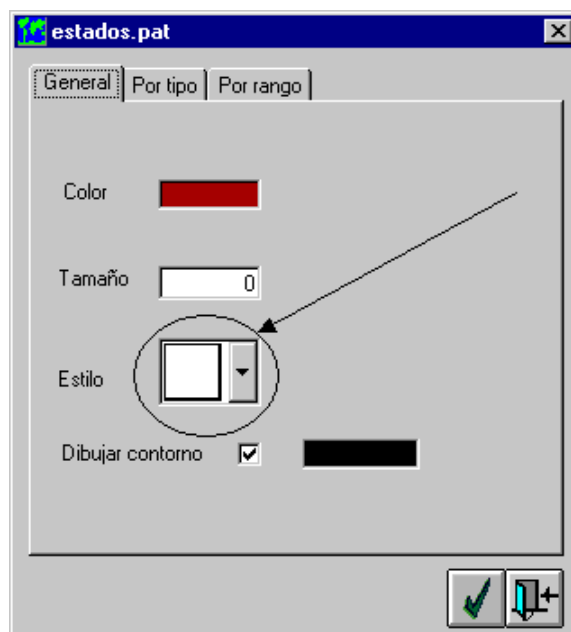 estados.pat
General Por tipo Por rango
Color
Tamaño 0
Estilo
Dibujar contorno